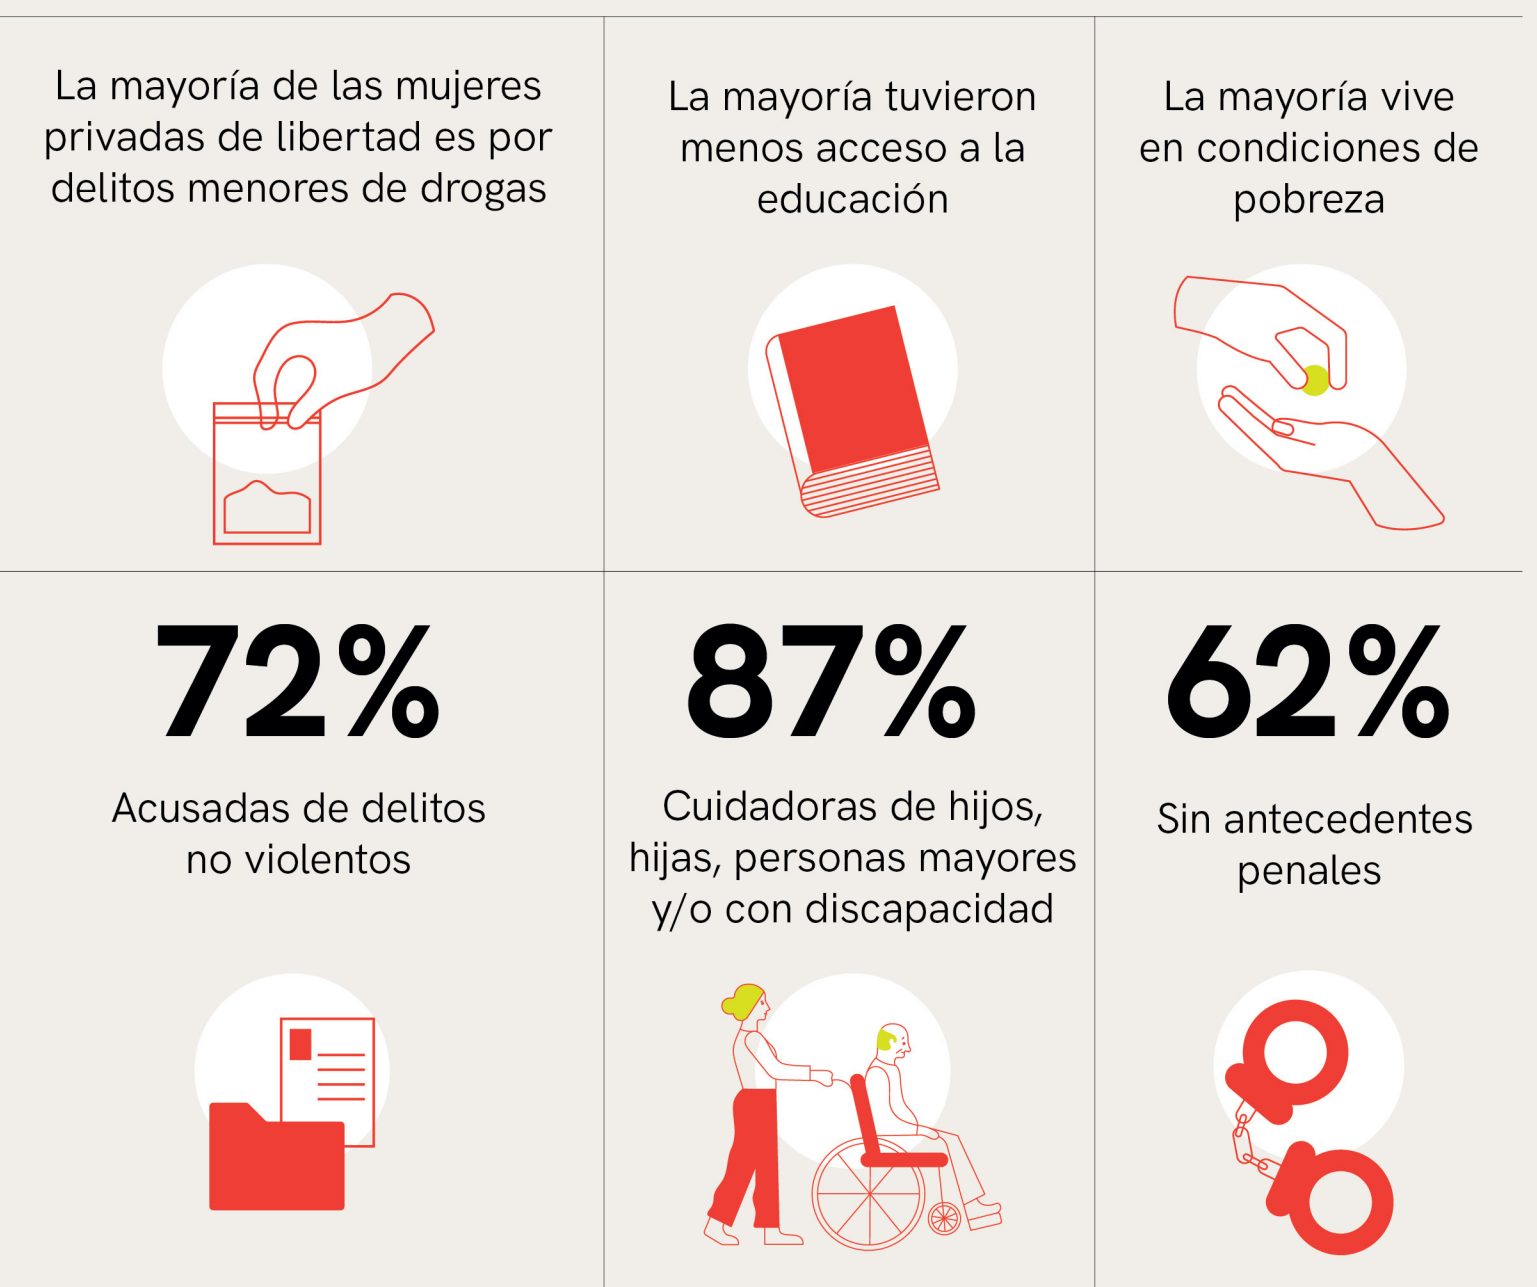 La mayoría de las mujeres
privadas de libertad es por
delitos menores de drogas
La mayoría tuvieron
menos acceso a la
educación
La mayoría vive
en condiciones de
pobreza
72%
Acusadas de delitos
no violentos
87%
Cuidadoras de hijos,
hijas, personas mayores
y/o con discapacidad
62%
Sin antecedentes
penales